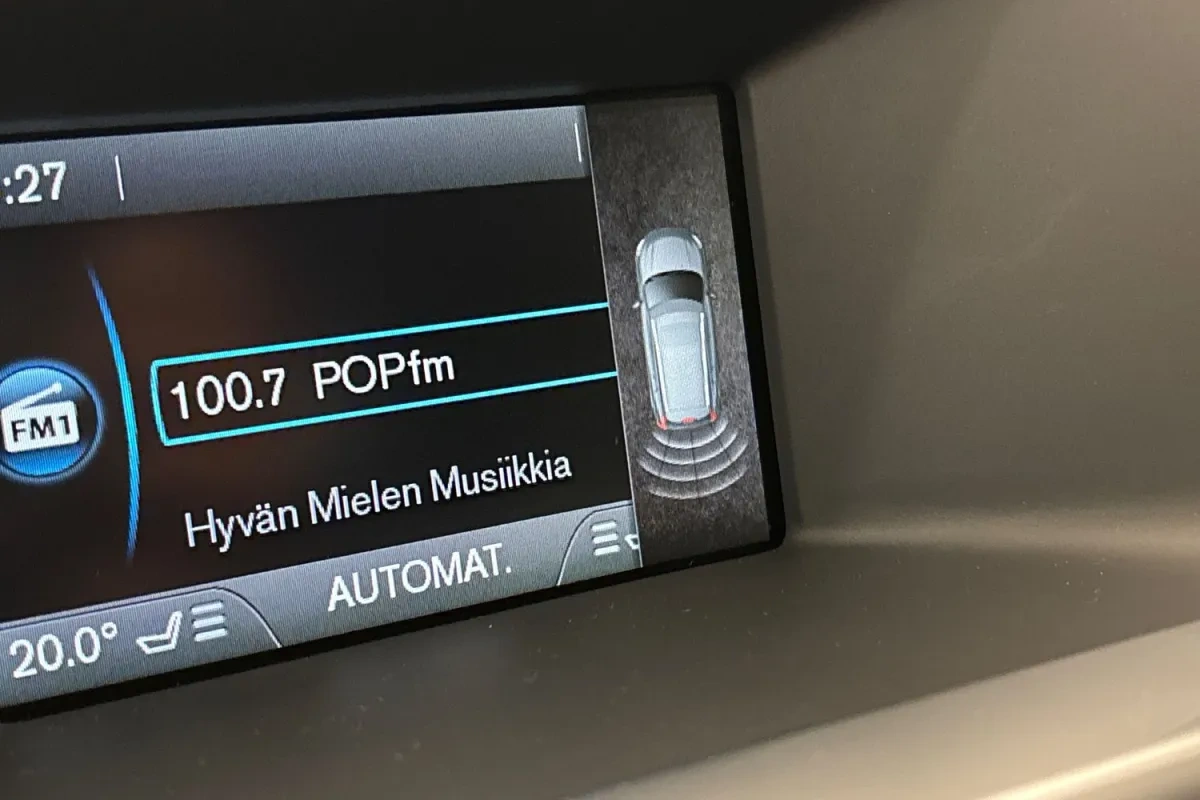 :27
FM1
100.7 POPfm
Hyvän Mielen Musiikkia
20.0° AUTOMAT.